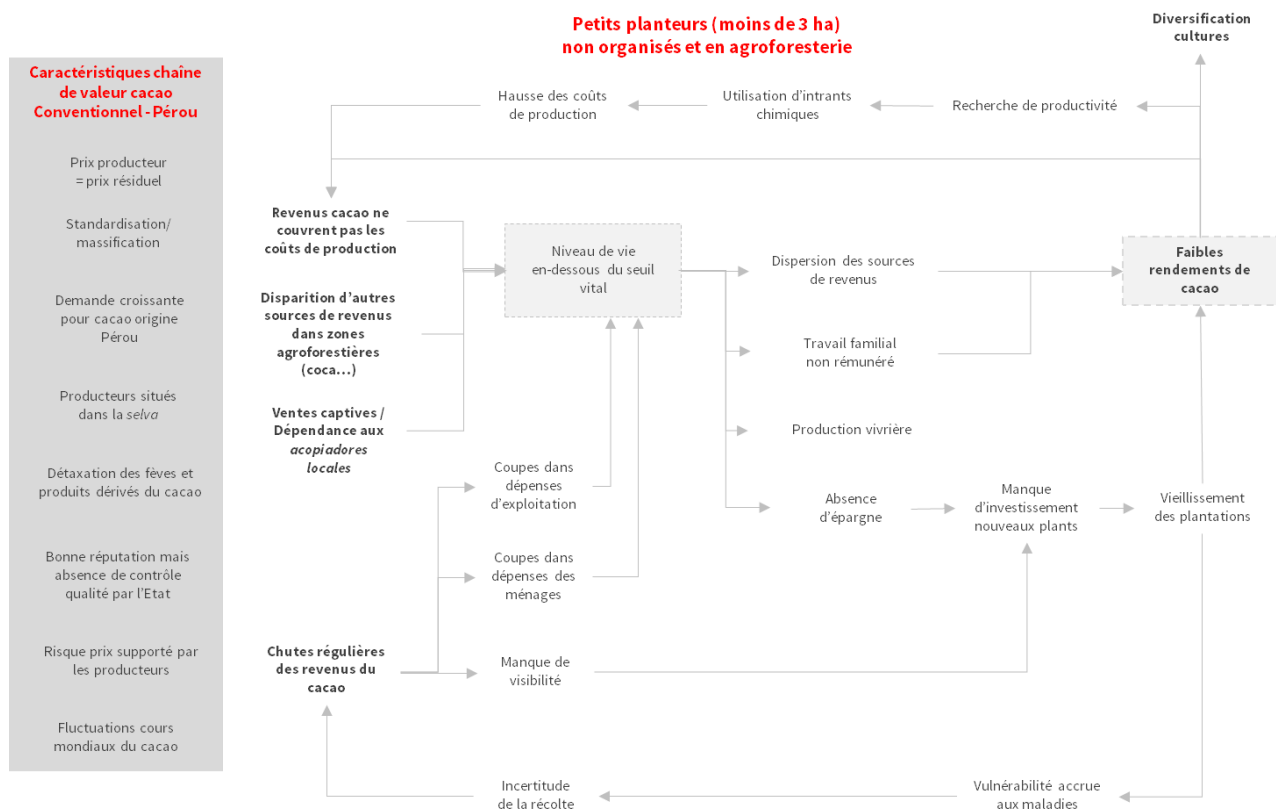 Petits planteurs (moins de 3 ha)
non organisés et en agroforesterie
Diversification
cultures
Caractéristiques chaîne
de valeur cacao
Conventionnel - Pérou
Prix producteur
= prix résiduel
Standardisation/
massification
Demande croissante
pour cacao origine
Pérou
Producteurs situés
dans la selva
Détaxation des fèves et
produits dérivés du cacao
Bonne réputation mais
absence de contrôle
qualité par l'Etat
Risque prix supporté par
les producteurs
Fluctuations cours
mondiaux du cacao
Hausse des coûts
de production
Utilisation d'intrants
chimiques
Recherche de productivité
Revenus cacao ne
couvrent pas les
coûts de production
Disparition d'autres
sources de revenus
dans zones
agroforestières
(coca…)
Ventes captives /
Dépendance aux
acopiadores
locales
Niveau de vie
en-dessous du seuil
vital
Dispersion des sources
de revenus
Travail familial
non rémunéré
Production vivrière
Faibles
rendements de
cacao
Coupes dans
dépenses
d'exploitation
Absence
d'épargne
Manque
d'investissement
nouveaux plants
Vieillissement
des plantations
Coupes dans
dépenses des
ménages
Chutes régulières
des revenus du
cacao
Manque de
visibilité
Incertitude
de la récolte
Vulnérabilité accrue
aux maladies